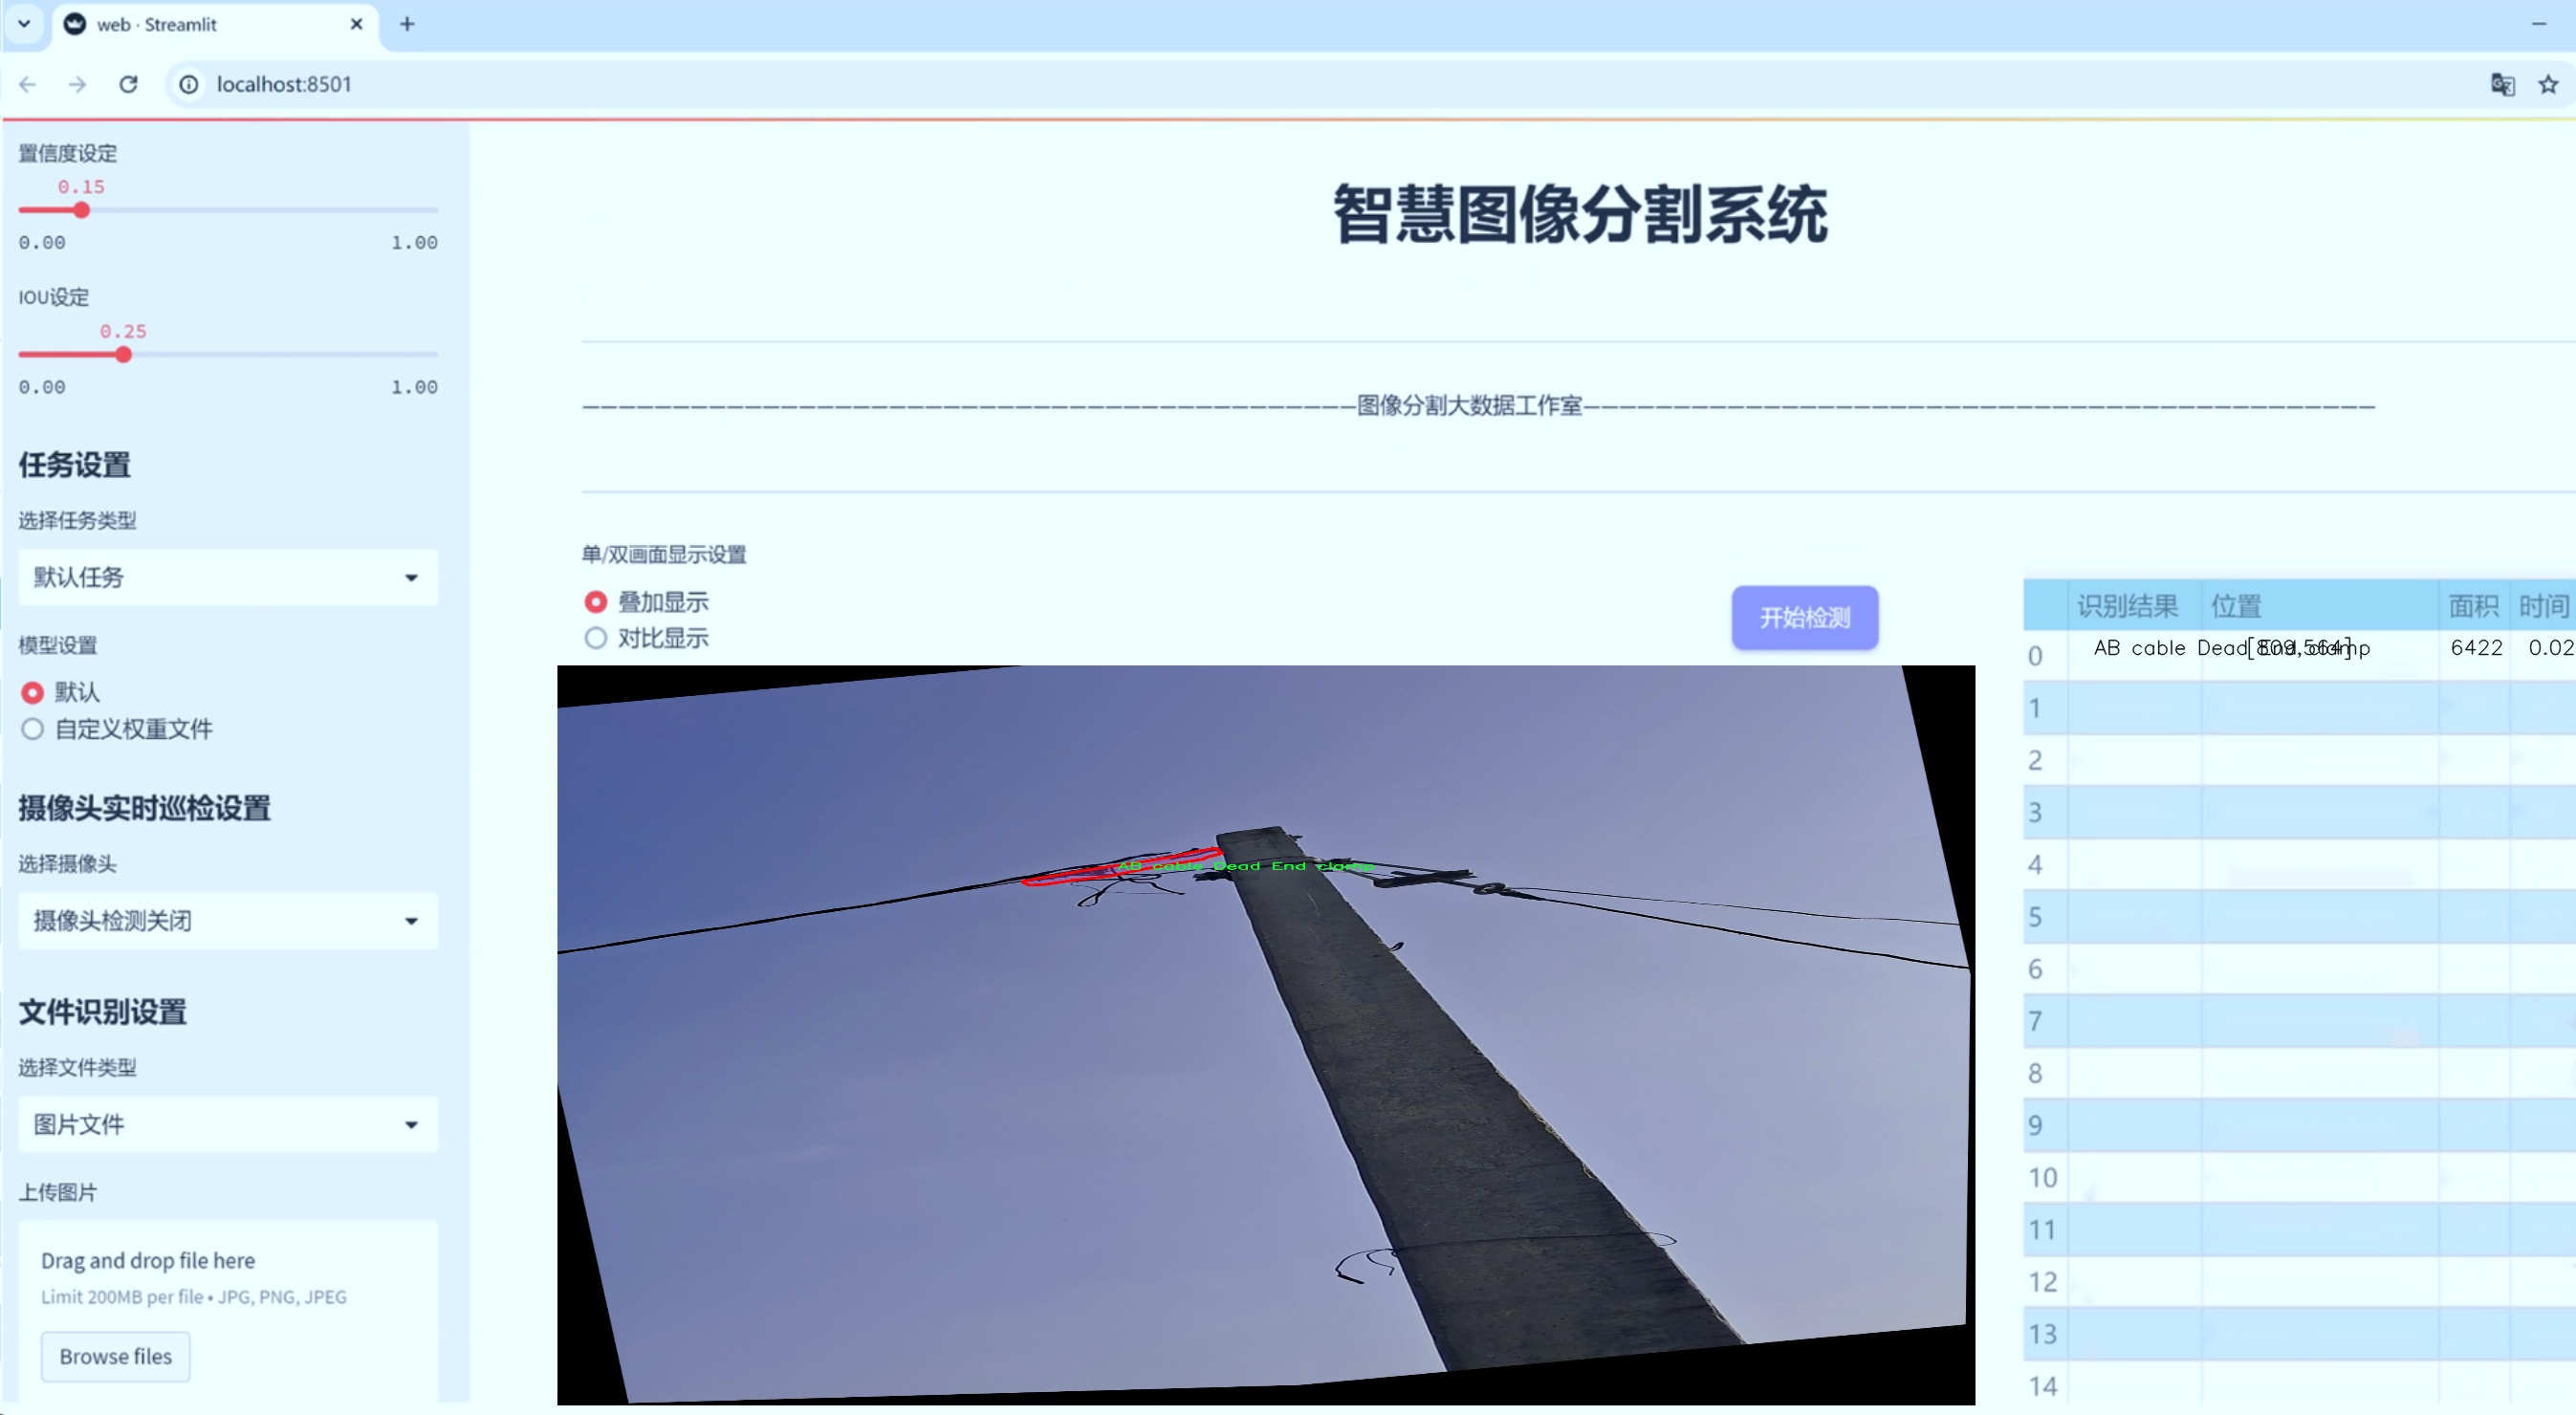 web · Streamlit
localhost:8501
置信度设定
0.15
0.00 1.00
IOU设定
0.25
0.00 1.00
任务设置
选择任务类型
默认任务
模型设置
默认
自定义权重文件
摄像头实时巡检设置
选择摄像头
摄像头检测关闭
文件识别设置
选择文件类型
图片文件
上传图片
Drag and drop file here
Limit 200MB per file • JPG, PNG, JPEG
Browse files
智慧图像分割系统
图像分割大数据工作室
单/双画面显示设置
叠加显示
对比显示
开始检测
AB cable Dead End clamp
识别结果 位置 面积 时间
0 AB cable Dead End clamp [809,564] 6422 0.02
1
2
3
4
5
6
7
8
9
10
11
12
13
14